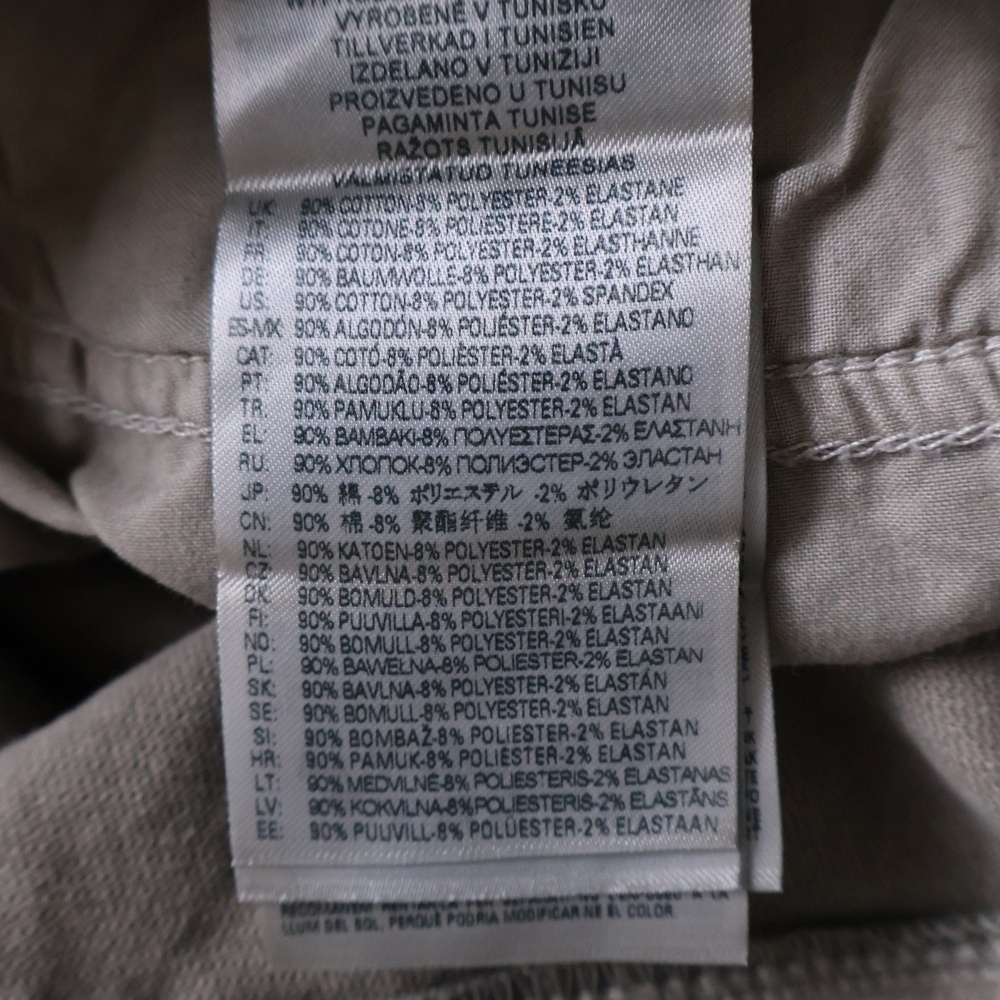 VYROBENÉ V TUNISKU
TILLVERKAD I TUNISIEN
IZDELANO V TUNIZIJI
PROIZVEDENO U TUNISU
PAGAMINTA TUNISE
RAŽOTS TUNISIJĀ
VALMISTATUD TUNEESIAS
UK: 90% COTTON-8% POLYESTER-2% ELASTANE
IT: 90% COTONE-8% POLIESTERE-2% ELASTAN
FR: 90% COTON-8% POLYESTER-2% ELASTHANNE
DE: 90% BAUMWOLLE-8% POLYESTER-2% ELASTHAN
US: 90% COTTON-8% POLYESTER-2% SPANDEX
ES-MX: 90% ALGODÓN-8% POLIÉSTER-2% ELASTANO
CAT: 90% COTÓ-8% POLIÈSTER-2% ELASTÀ
PT: 90% ALGODÃO-8% POLIÉSTER-2% ELASTANO
TR: 90% PAMUKLU-8% POLYESTER-2% ELASTAN
EL: 90% ΒΑΜΒΑΚΙ-8% ΠΟΛΥΕΣΤΕΡΑΣ-2% ΕΛΑΣΤΑΝΗ
RU: 90% ХЛОПОК-8% ПОЛИЭСТЕР-2% ЭЛАСТАН
JP: 90% 綿 -8% ポリエステル -2% ポリウレタン
CN: 90% 棉 -8% 聚酯纤维 -2% 氨纶
NL: 90% KATOEN-8% POLYESTER-2% ELASTAN
CZ: 90% BAVLNA-8% POLYESTER-2% ELASTAN
DK: 90% BOMULD-8% POLYESTER-2% ELASTAN
FI: 90% PUUVILLA-8% POLYESTERI-2% ELASTAANI
NO: 90% BOMULL-8% POLYESTER-2% ELASTAN
PL: 90% BAWEŁNA-8% POLIESTER-2% ELASTAN
SK: 90% BAVLNA-8% POLYESTER-2% ELASTÁN
SE: 90% BOMULL-8% POLYESTER-2% ELASTAN
SI: 90% BOMBAŽ-8% POLYESTER-2% ELASTAN
HR: 90% PAMUK-8% POLYESTER-2% ELASTAN
LT: 90% MEDVILNĖ-8% POLIESTERIS-2% ELASTANAS
LV: 90% KOKVILNA-8%POLIESTERIS-2% ELASTĀNS
EE: 90% PUUVILL-8% POLÜESTER-2% ELASTAAN
LLUM DEL SOL, PERQUÈ PODRIA MODIFICAR-NE EL COLOR.